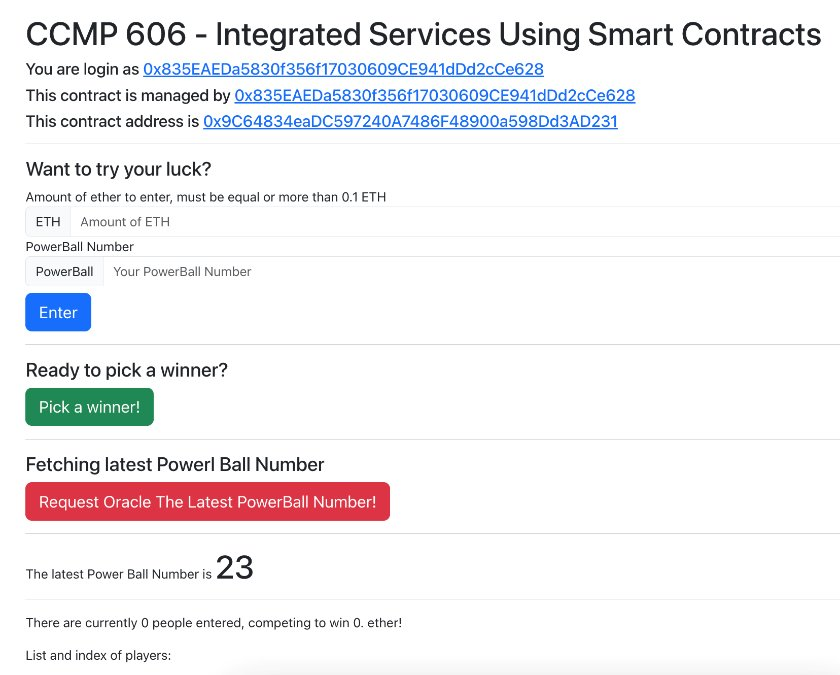 CCMP 606 - Integrated Services Using Smart Contracts
You are login as 0x835EAEDa5830f356f17030609CE941dDd2cCe628
This contract is managed by 0x835EAEDa5830f356f17030609CE941dDd2cCe628
This contract address is 0x9C64834eaDC597240A7486F48900a598Dd3AD231
Want to try your luck?
Amount of ether to enter, must be equal or more than 0.1 ETH
ETH Amount of ETH
PowerBall Number
PowerBall Your PowerBall Number
Enter
Ready to pick a winner?
Pick a winner!
Fetching latest Powerl Ball Number
Request Oracle The Latest PowerBall Number!
The latest Power Ball Number is 23
There are currently 0 people entered, competing to win 0. ether!
List and index of players: